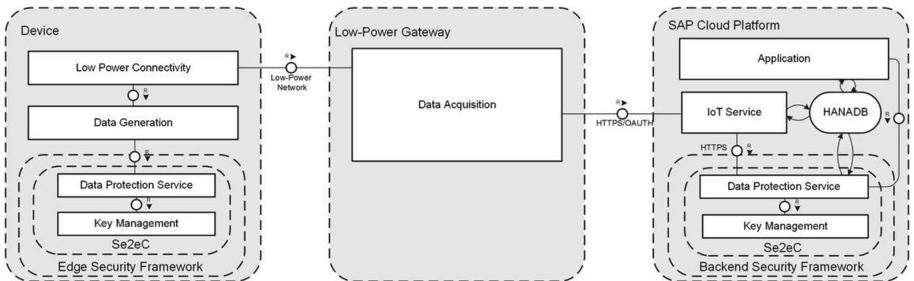 Device
Low Power Connectivity
R
Low-Power
Network
R
Data Generation
R
Data Protection Service
R
Key Management
Se2eC
Edge Security Framework
Low-Power Gateway
Data Acquisition
R
HTTPS/OAUTH
SAP Cloud Platform
Application
IoT Service
HANADB
R
HTTPS
R
Data Protection Service
R
Key Management
Se2eC
Backend Security Framework